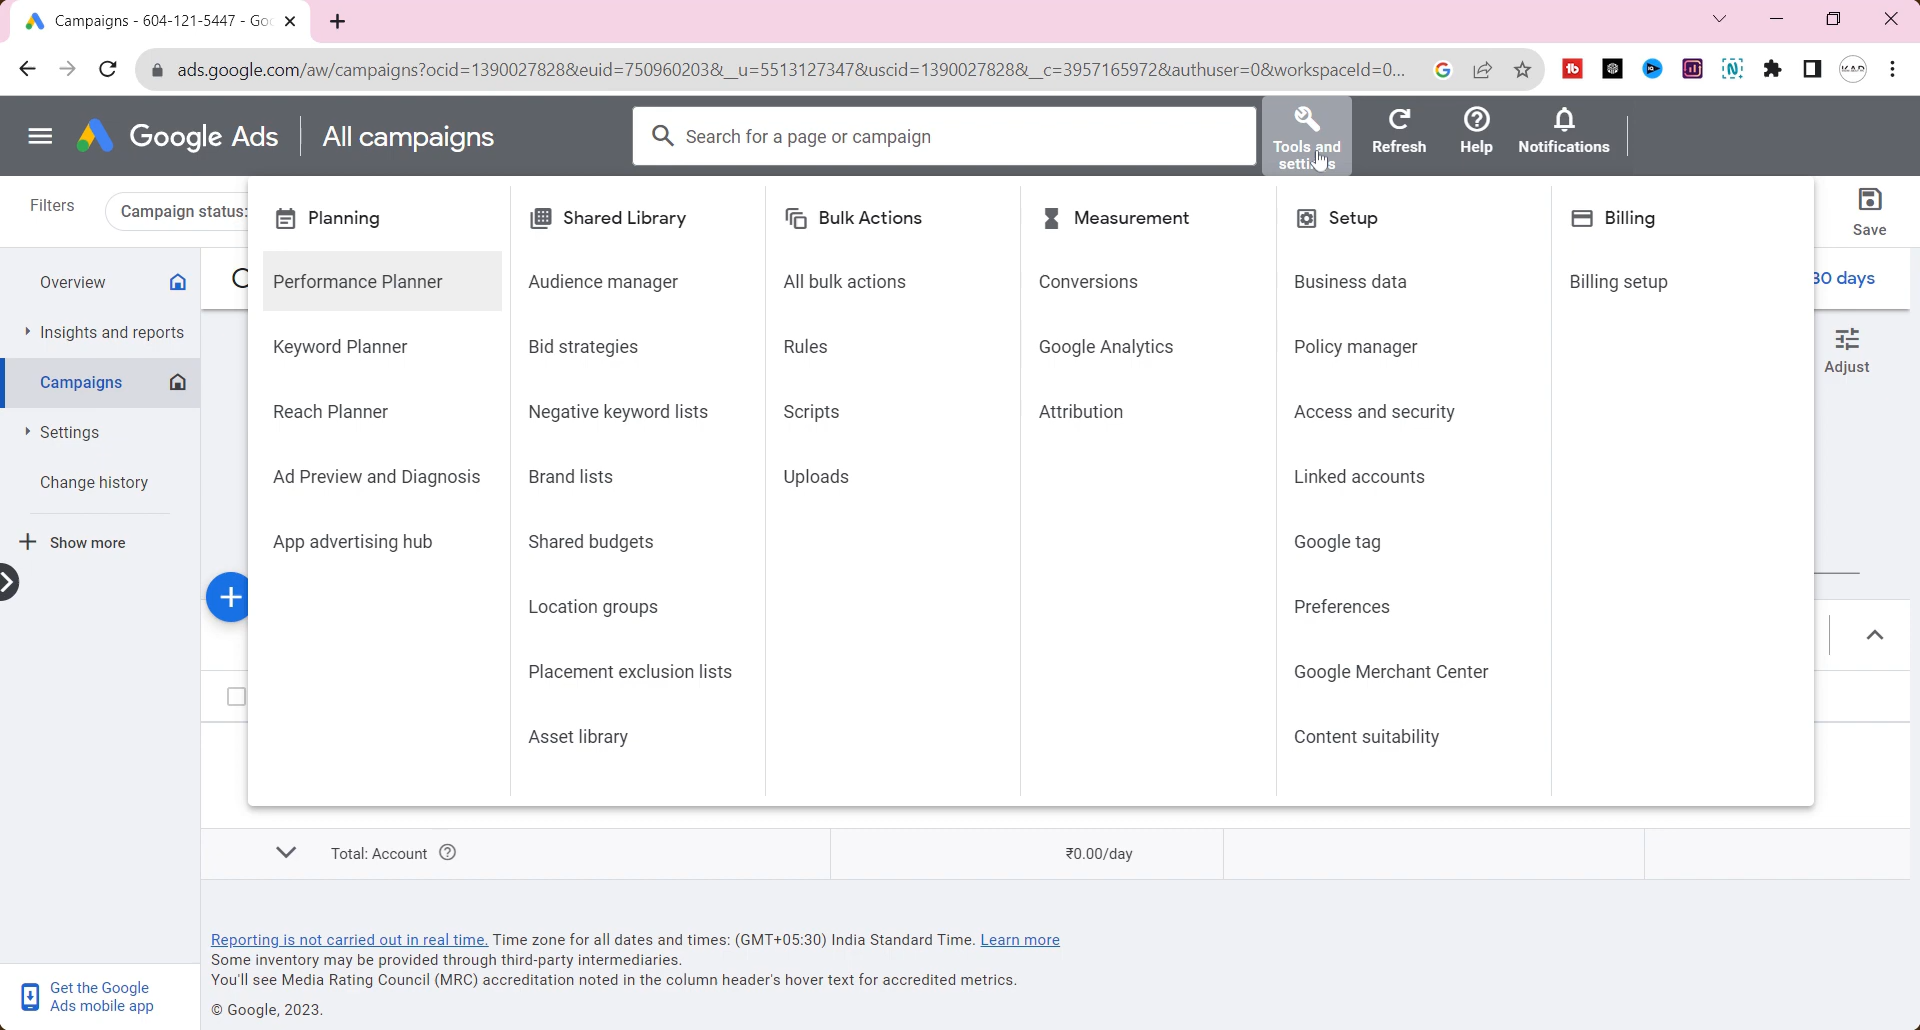 Campaigns - 604-121-5447 - Goo
ads.google.com/aw/campaigns?ocid=1390027828&euid=750960203&__u=5513127347&uscid=1390027828&__c=3957165972&authuser=0&workspaceId=0...
Google Ads
All campaigns
Search for a page or campaign
Tools and
settings
Refresh
Help
Notifications
Filters
Campaign status:
Save
Overview
Insights and reports
Campaigns
Settings
Change history
Show more
Planning
Performance Planner
Keyword Planner
Reach Planner
Ad Preview and Diagnosis
App advertising hub
Shared Library
Audience manager
Bid strategies
Negative keyword lists
Brand lists
Shared budgets
Location groups
Placement exclusion lists
Asset library
Bulk Actions
All bulk actions
Rules
Scripts
Uploads
Measurement
Conversions
Google Analytics
Attribution
Setup
Business data
Policy manager
Access and security
Linked accounts
Google tag
Preferences
Google Merchant Center
Content suitability
Billing
Billing setup
30 days
Adjust
Total: Account
₹0.00/day
Reporting is not carried out in real time. Time zone for all dates and times: (GMT+05:30) India Standard Time. Learn more
Some inventory may be provided through third-party intermediaries.
You'll see Media Rating Council (MRC) accreditation noted in the column header's hover text for accredited metrics.
© Google, 2023.
Get the Google
Ads mobile app